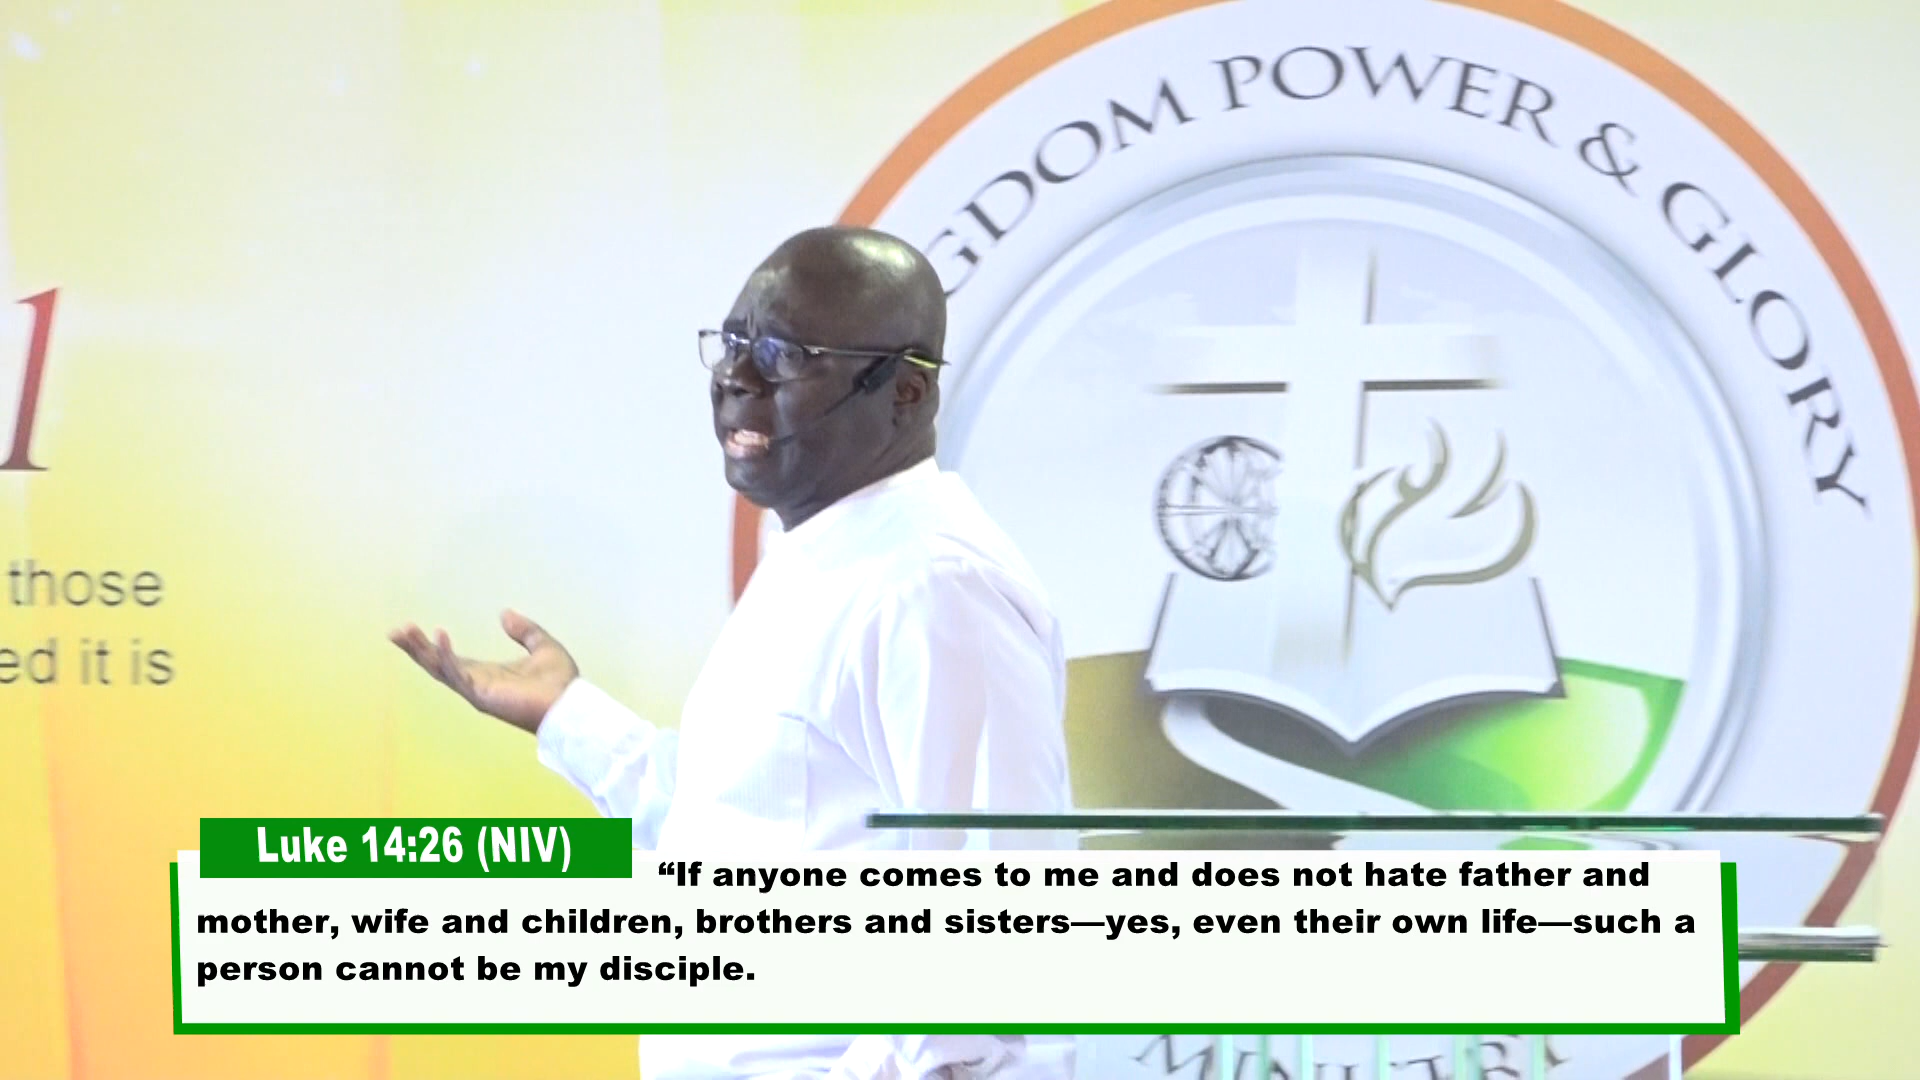 GDOM POWER & GLORY
1
those
ed it is
Luke 14:26 (NIV)
“If anyone comes to me and does not hate father and
mother, wife and children, brothers and sisters—yes, even their own life—such a
person cannot be my disciple.